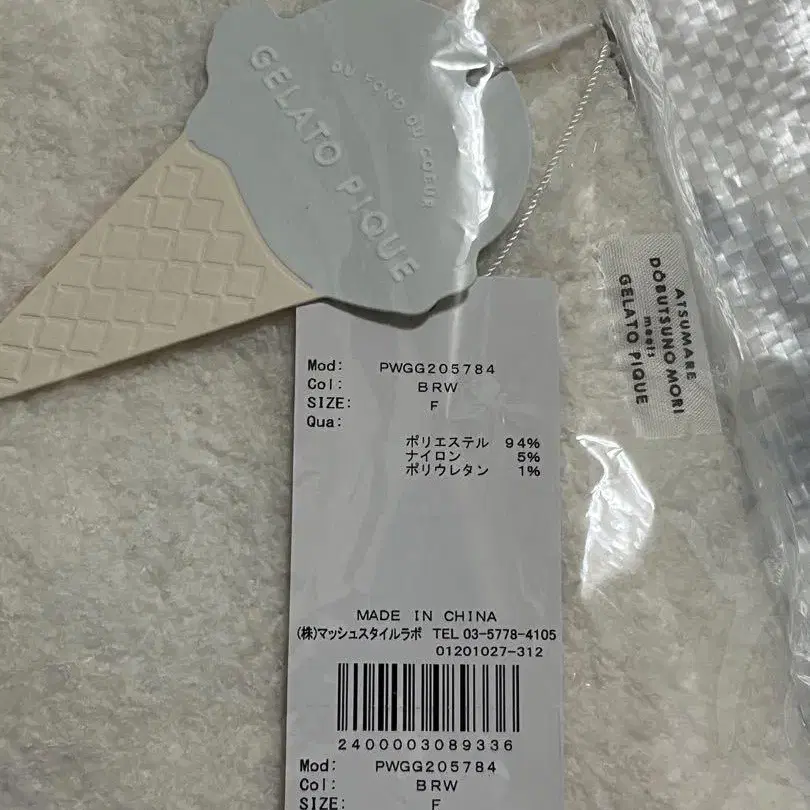 GELATO PIQUE
DU FOND DU COEUR
ATSUMARE
DŌBUTSUNO MORI
meets
GELATO PIQUE
Mod: PWGG205784
Col: BRW
SIZE: F
Qua:
ポリエステル 94%
ナイロン 5%
ポリウレタン 1%
MADE IN CHINA
(株)マッシュスタイルラボ TEL 03-5778-4105
01201027-312
2400003089336
Mod: PWGG205784
Col: BRW
SIZE: F